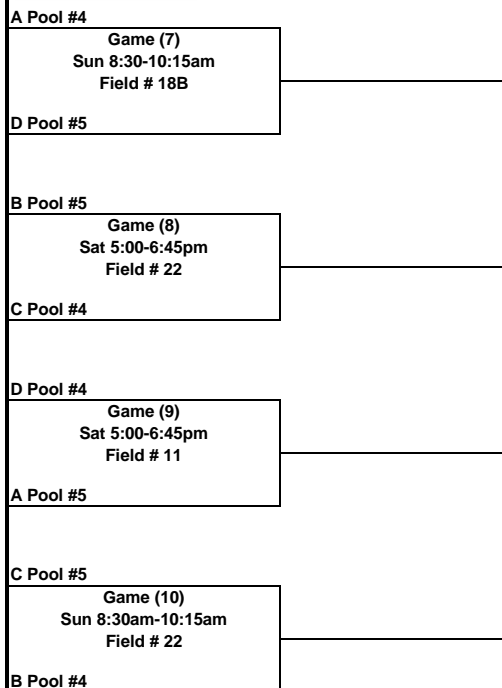 A Pool #4
Game (7)
Sun 8:30-10:15am
Field # 18B
D Pool #5
B Pool #5
Game (8)
Sat 5:00-6:45pm
Field # 22
C Pool #4
D Pool #4
Game (9)
Sat 5:00-6:45pm
Field # 11
A Pool #5
C Pool #5
Game (10)
Sun 8:30am-10:15am
Field # 22
B Pool #4